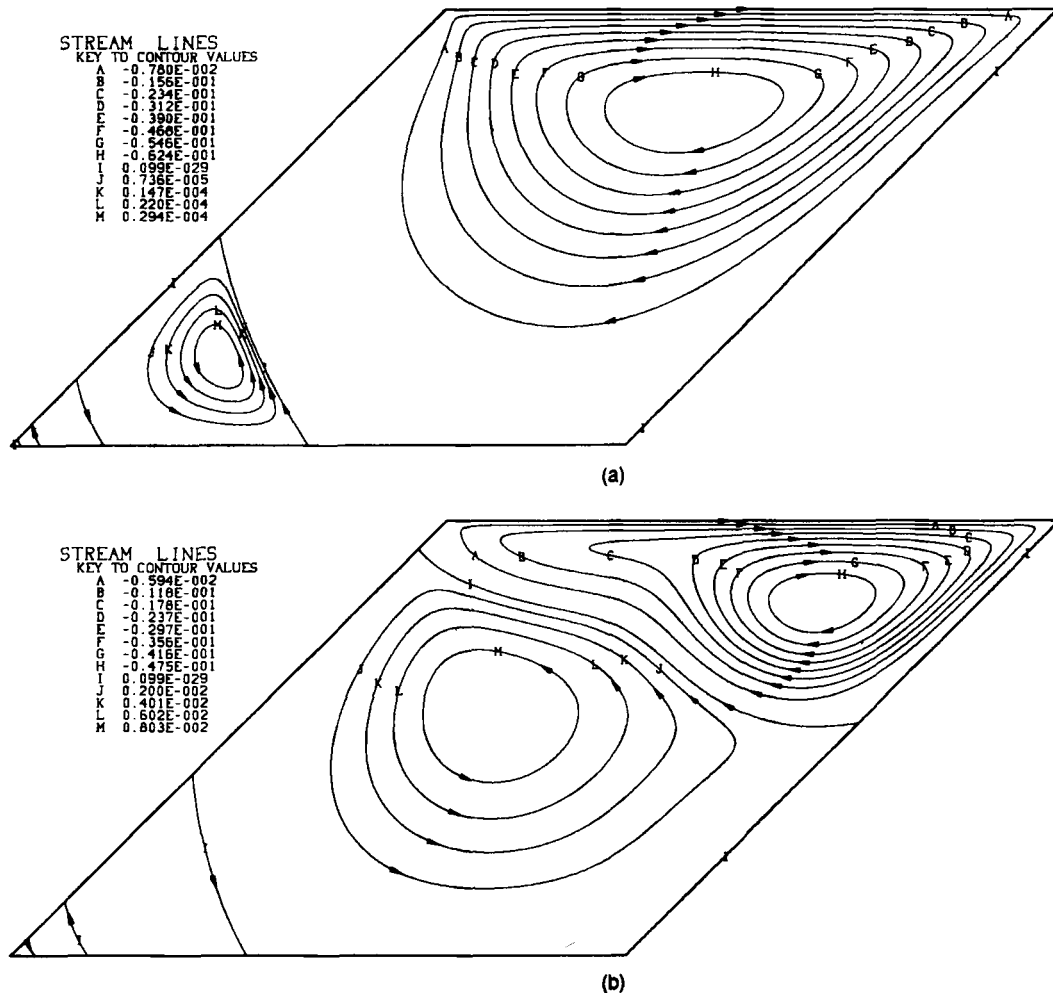 STREAM LINES
KEY TO CONTOUR VALUES
A -0.780E-002
B -0.156E-001
C -0.234E-001
D -0.312E-001
E -0.390E-001
F -0.468E-001
G -0.546E-001
H -0.624E-001
I 0.099E-029
J 0.736E-005
K 0.147E-004
L 0.220E-004
M 0.294E-004
A B C D E F G H
G F E D C B A
I
I
L
M
J K
(a)
STREAM LINES
KEY TO CONTOUR VALUES
A -0.594E-002
B -0.118E-001
C -0.178E-001
D -0.237E-001
E -0.297E-001
F -0.356E-001
G -0.416E-001
H -0.475E-001
I 0.099E-029
J 0.200E-002
K 0.401E-002
L 0.602E-002
M 0.803E-002
A B C
A B C D E F G H
I
M L K J
J K L
I
I
I
(b)